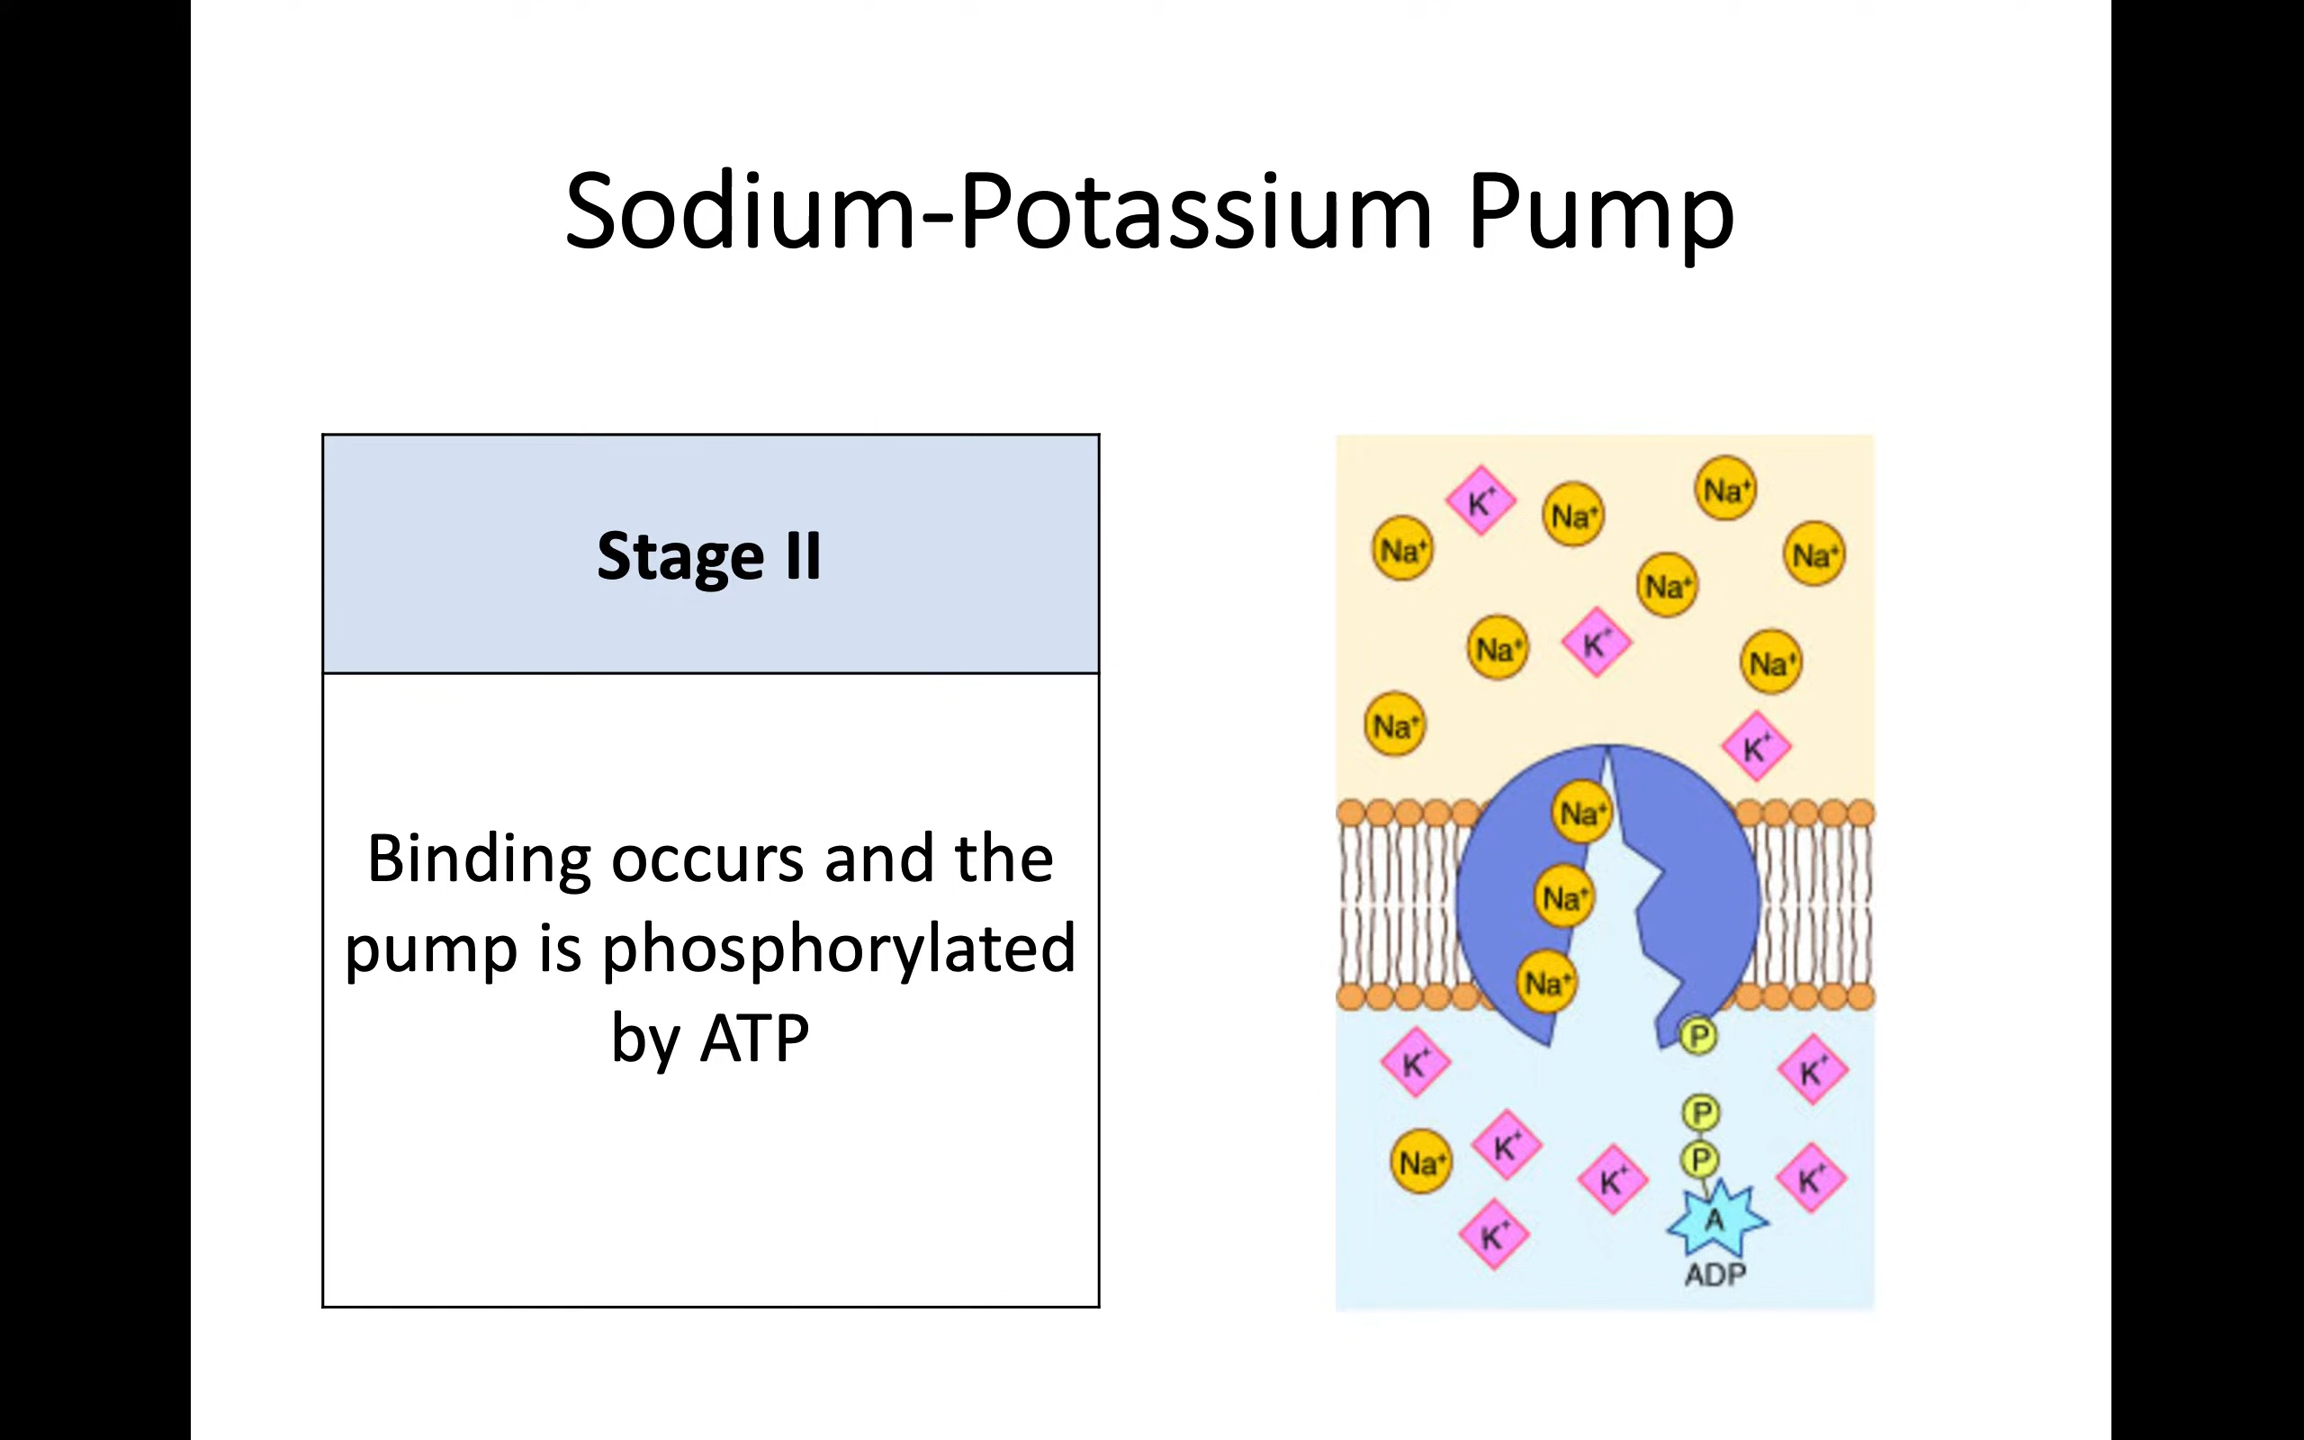 Sodium-Potassium Pump
Stage II
Binding occurs and the
pump is phosphorylated
by ATP
K⁺
Na⁺
Na⁺
Na⁺
Na⁺
Na⁺
Na⁺
K⁺
Na⁺
Na⁺
K⁺
Na⁺
Na⁺
Na⁺
P
K⁺
K⁺
P
K⁺
Na⁺
P
K⁺
K⁺
A
K⁺
ADP